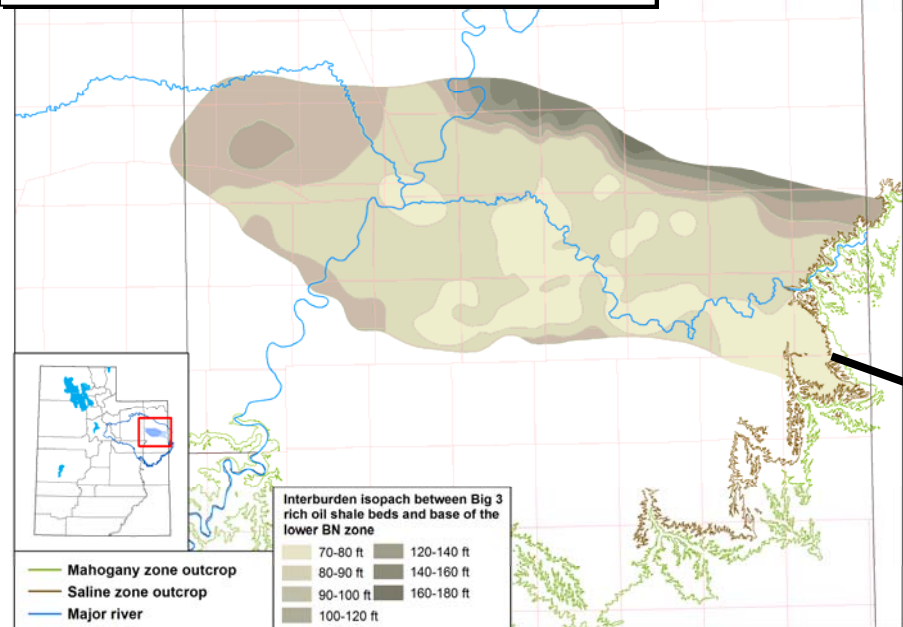 Interburden isopach between Big 3
rich oil shale beds and base of the
lower BN zone
70-80 ft
80-90 ft
90-100 ft
100-120 ft
120-140 ft
140-160 ft
160-180 ft
Mahogany zone outcrop
Saline zone outcrop
Major river